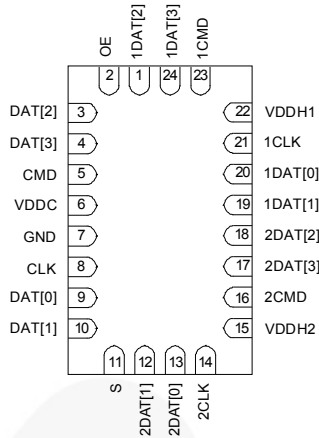 OE
1DAT[2]
1DAT[3]
1CMD
2
1
24
23
DAT[2] 3
22 VDDH1
DAT[3] 4
21 1CLK
CMD 5
20 1DAT[0]
VDDC 6
19 1DAT[1]
GND 7
18 2DAT[2]
CLK 8
17 2DAT[3]
DAT[0] 9
16 2CMD
DAT[1] 10
15 VDDH2
11
12
13
14
S
2DAT[1]
2DAT[0]
2CLK